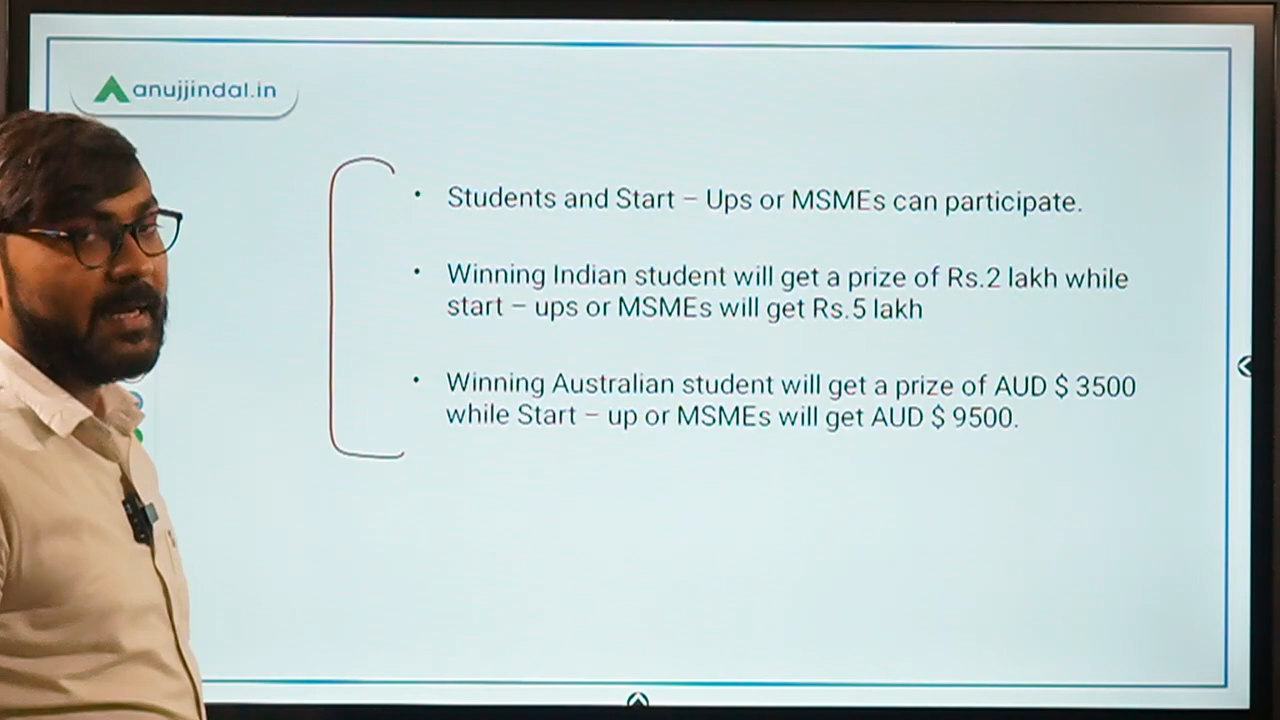 anujjindal.in
• Students and Start – Ups or MSMEs can participate.
• Winning Indian student will get a prize of Rs.2 lakh while
start – ups or MSMEs will get Rs.5 lakh
• Winning Australian student will get a prize of AUD $ 3500
while Start – up or MSMEs will get AUD $ 9500.